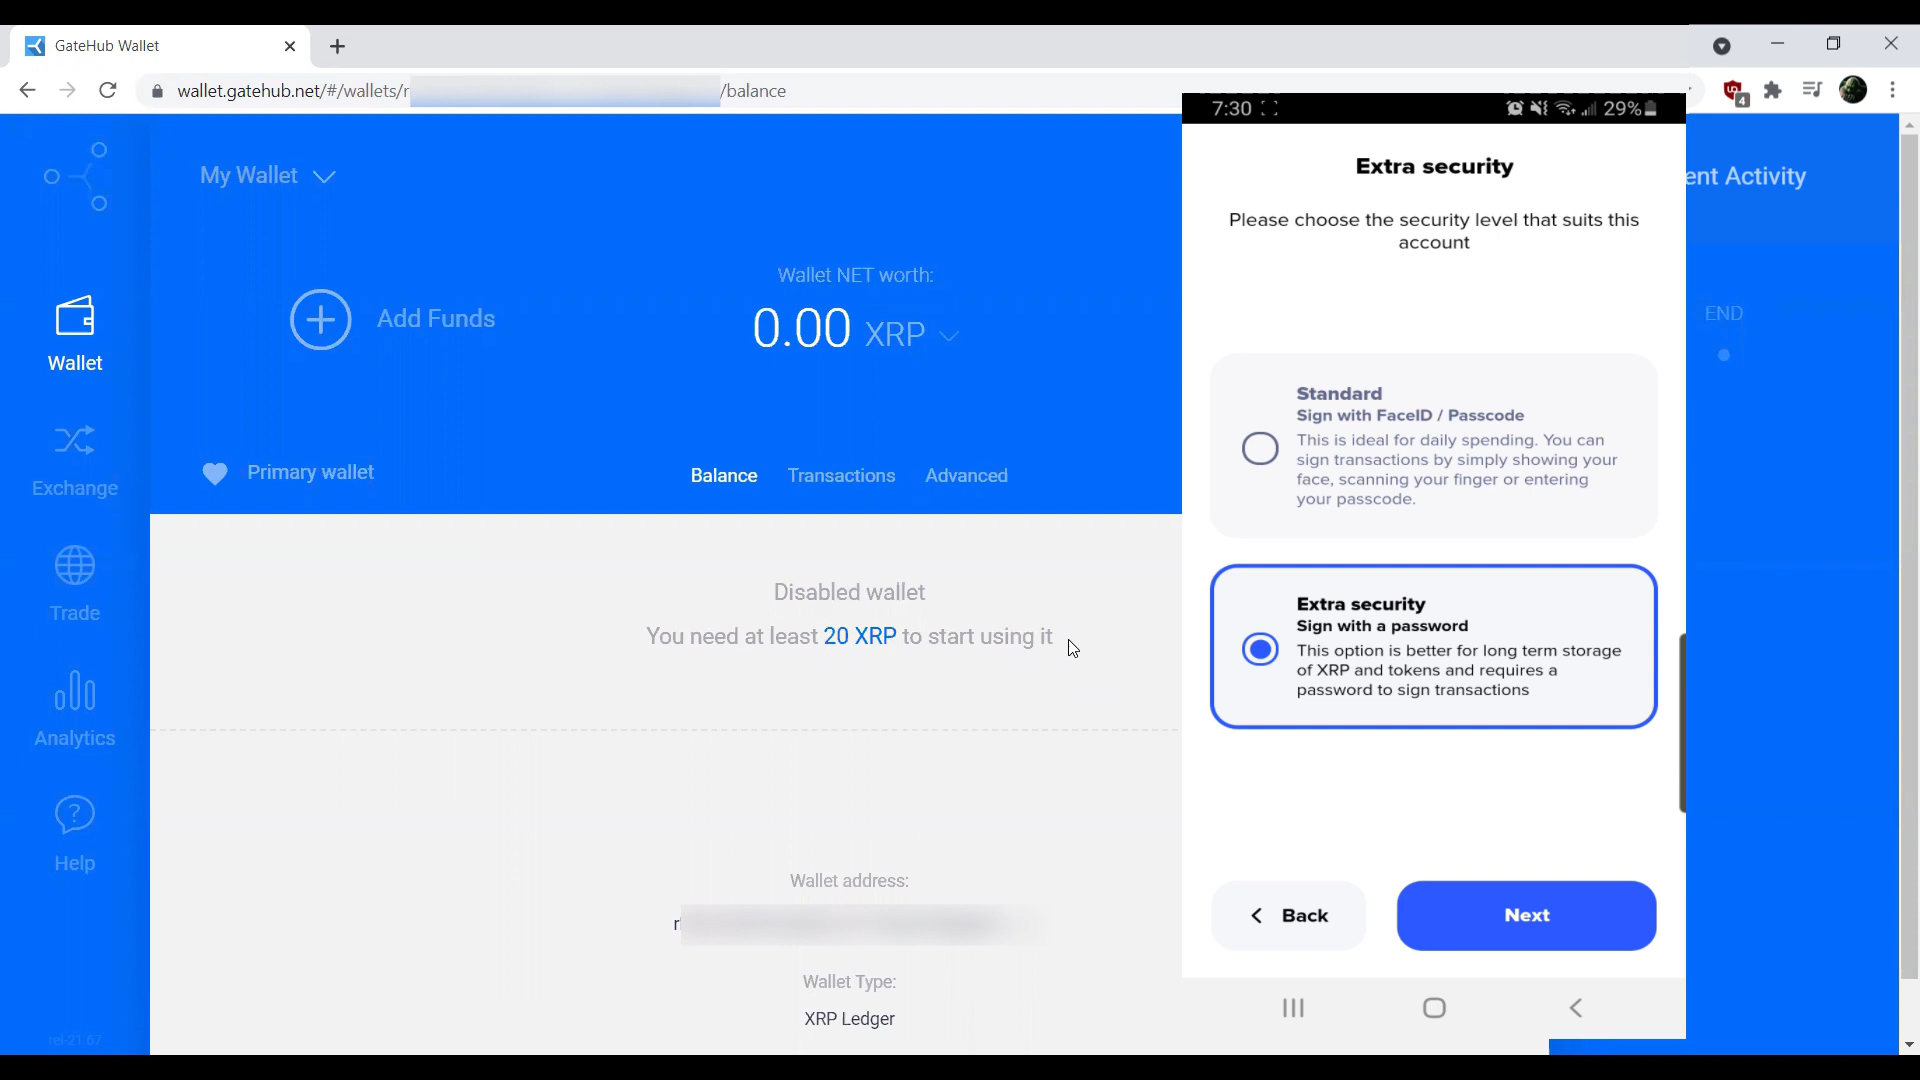 GateHub Wallet
wallet.gatehub.net/#/wallets/r
/balance
4
My Wallet
Wallet NET worth:
Add Funds
0.00 XRP
Wallet
Exchange
Primary wallet
Balance
Transactions
Advanced
Disabled wallet
You need at least 20 XRP to start using it
Trade
Analytics
Help
Wallet address:
r
Wallet Type:
XRP Ledger
rel-21.57
7:30
29%
Extra security
Please choose the security level that suits this
account
Standard
Sign with FaceID / Passcode
This is ideal for daily spending. You can
sign transactions by simply showing your
face, scanning your finger or entering
your passcode.
Extra security
Sign with a password
This option is better for long term storage
of XRP and tokens and requires a
password to sign transactions
Back
Next
ent Activity
END